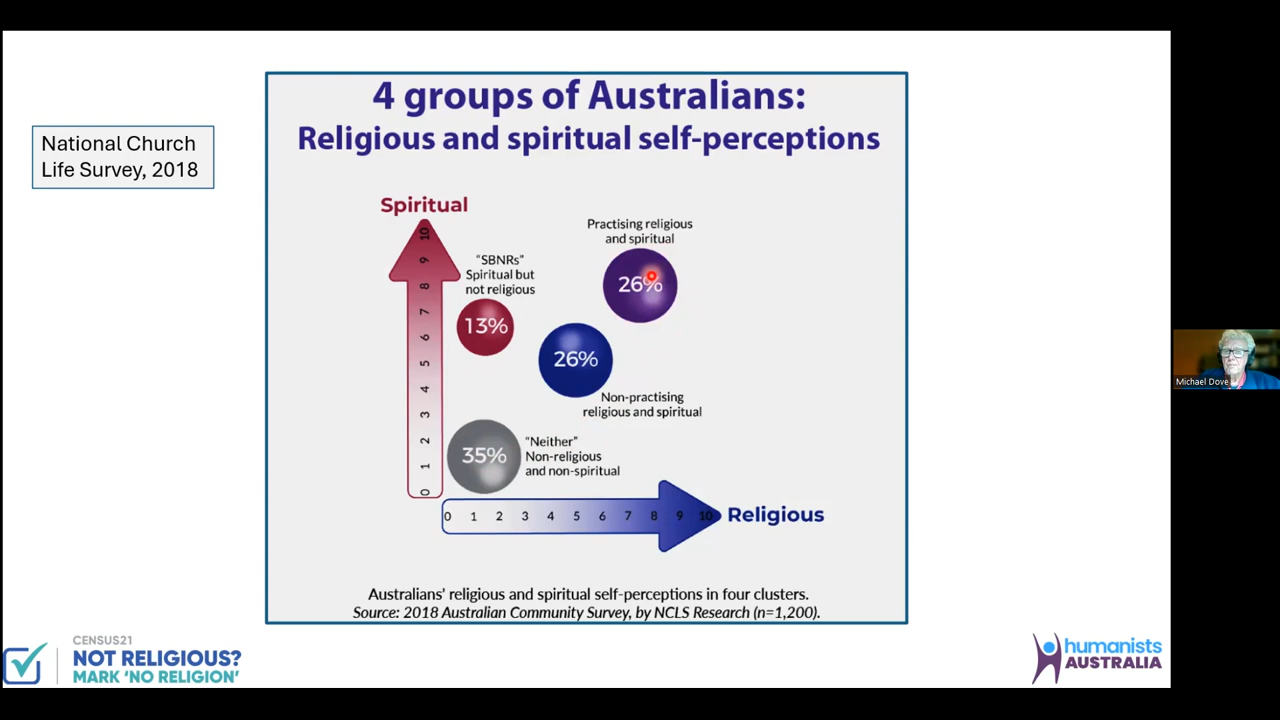 National Church
Life Survey, 2018
4 groups of Australians:
Religious and spiritual self-perceptions
Spiritual
10
9
8
7
6
5
4
3
2
1
0
Practising religious
and spiritual
26%
"SBNRs"
Spiritual but
not religious
13%
26%
Non-practising
religious and spiritual
35%
"Neither"
Non-religious
and non-spiritual
0 1 2 3 4 5 6 7 8 9 10
Religious
Australians' religious and spiritual self-perceptions in four clusters.
Source: 2018 Australian Community Survey, by NCLS Research (n=1,200).
CENSUS21
NOT RELIGIOUS?
MARK 'NO RELIGION'
humanists
AUSTRALIA
Michael Dove